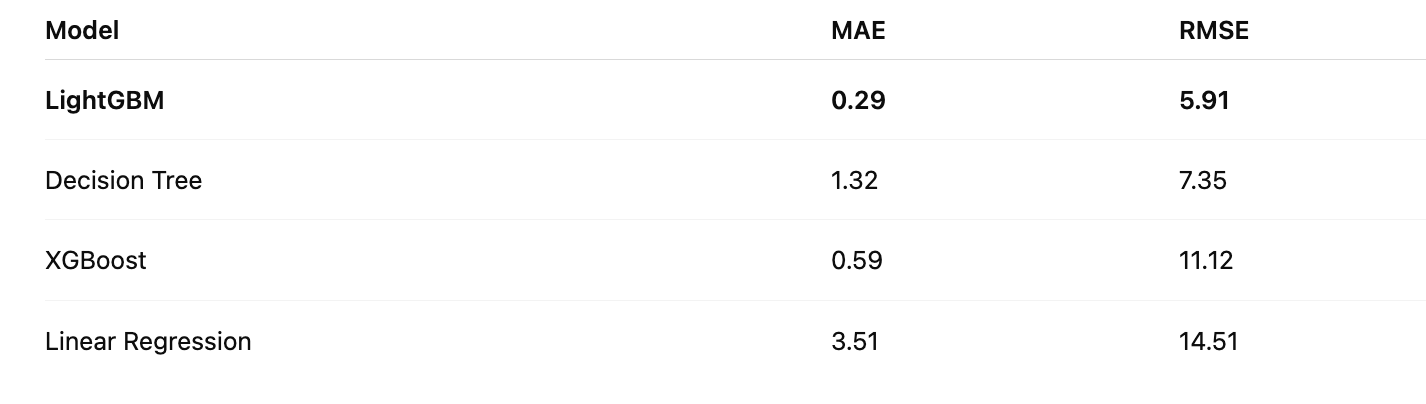 Model MAE RMSE
LightGBM 0.29 5.91
Decision Tree 1.32 7.35
XGBoost 0.59 11.12
Linear Regression 3.51 14.51